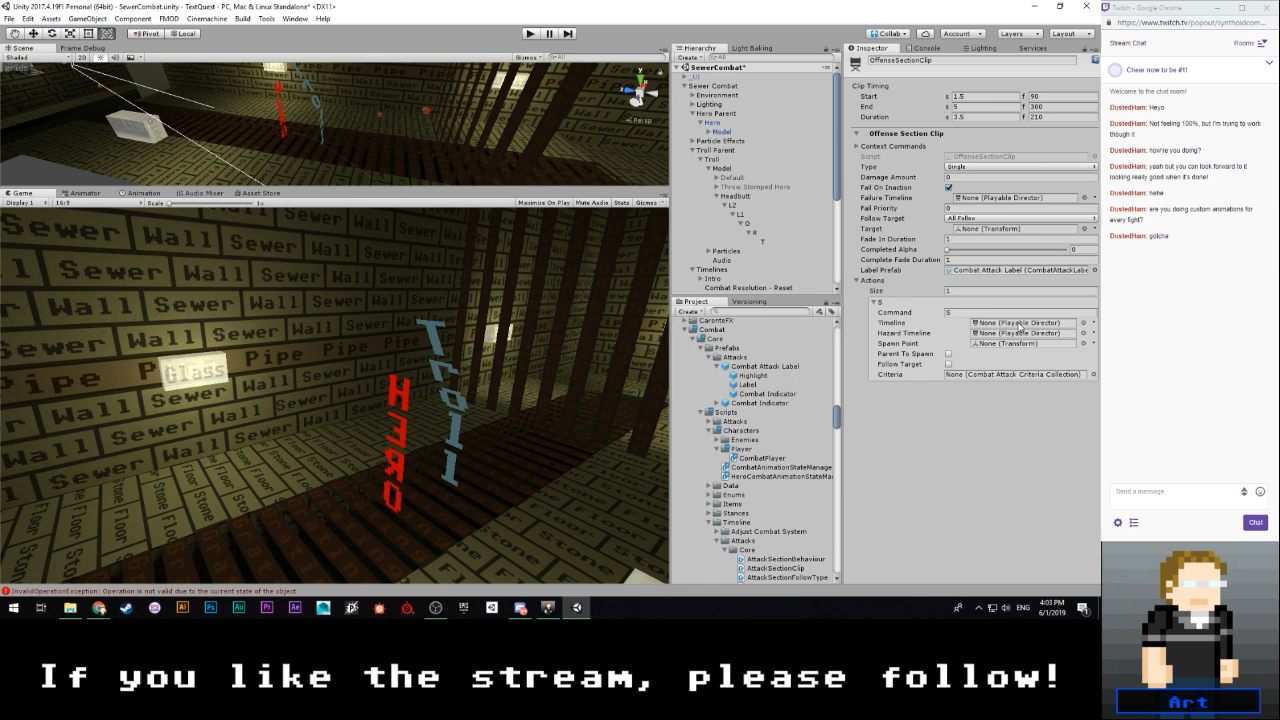 Unity 2017.4.19f1 Personal (64bit) - SewerCombat.unity - TextQuest - PC, Mac & Linux Standalone* <DX11>
File Edit Assets GameObject Component FMOD Cinemachine Build Tools Window Help
Pivot Local Collab Account Layers Layout
Scene Frame Debug
Shaded 2D Gizmos All
Persp
Game Animator Animation Audio Mixer Asset Store
Display 1 16:9 Scale 1x Maximize On Play Mute Audio Stats Gizmos
Sewer Wall
Glass
HERO
Stone Floor
InvalidOperationException: Operation is not valid due to the current state of the object
Hierarchy Light Baking
Create All
SewerCombat*
_UI
Sewer Combat
Environment
Lighting
Hero Parent
Hero
Model
Particle Effects
Troll Parent
Troll
Model
Default
Throw Stomped Hero
Headbutt
L2
L1
O
R
T
Particles
Audio
Timelines
Intro
Combat Resolution - Reset
Project Versioning
Create
CaronteFX
Combat
Core
Prefabs
Attacks
Combat Attack Label
Highlight
Label
Combat Indicator
Combat Indicator
Scripts
Attacks
Characters
Enemies
Player
CombatPlayer
CombatAnimationStateManage
HeroCombatAnimationStateMa
Data
Enums
Items
Stances
Timeline
Adjust Combat System
Attacks
Core
AttackSectionBehaviour
AttackSectionClip
AttackSectionFollowType
Inspector Console Lighting Services
OffenseSectionClip
Clip Timing
Start s 1.5 f 90
End s 5 f 300
Duration s 3.5 f 210
Offense Section Clip
Context Commands
Script OffenseSectionClip
Type Single
Damage Amount 0
Fail On Inaction
Failure Timeline None (Playable Director)
Fail Priority 0
Follow Target All Follow
Target None (Transform)
Fade In Duration 1
Completed Alpha 0
Complete Fade Duration 1
Label Prefab Combat Attack Label (CombatAttackLabe
Actions
Size 1
S
Command S
Timeline None (Playable Director)
Hazard Timeline None (Playable Director)
Spawn Point None (Transform)
Parent To Spawn
Follow Target
Criteria None (Combat Attack Criteria Collection)
Twitch - Google Chrome
https://www.twitch.tv/popout/synthoidcom
Stream Chat Rooms
Cheer now to be #1!
Welcome to the chat room!
DustedHam: Heyo
DustedHam: Not feeling 100%, but i'm trying to work
though it
DustedHam: how're you doing?
DustedHam: yeah but you can look forward to it
looking really good when it's done!
DustedHam: hehe
DustedHam: are you doing custom animations for
every fight?
DustedHam: gotcha
Send a message
Chat
ENG 4:03 PM
6/1/2019
If you like the stream, please follow!
Art